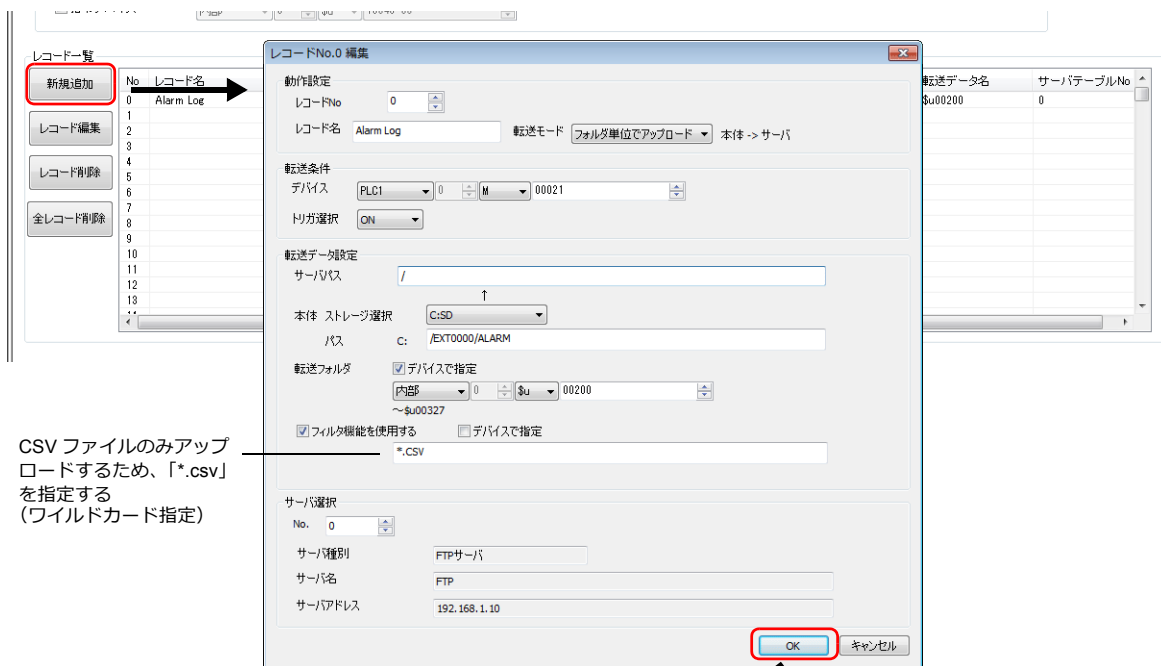 レコード一覧
新規追加
レコード編集
レコード削除
全レコード削除
No レコード名 転送データ名 サーバテーブルNo
0 Alarm Log $u00200 0
1
2
3
4
5
6
7
8
9
10
11
12
13
レコードNo.0 編集
動作設定
レコードNo 0
レコード名 Alarm Log 転送モード フォルダ単位でアップロード 本体 -> サーバ
転送条件
デバイス PLC1 0 M 00021
トリガ選択 ON
転送データ設定
サーバパス /
↑
本体 ストレージ選択 C:SD
パス C: /EXT0000/ALARM
転送フォルダ デバイスで指定
内部 0 $u 00200
～$u00327
フィルタ機能を使用する デバイスで指定
*.CSV
サーバ選択
No. 0
サーバ種別 FTPサーバ
サーバ名 FTP
サーバアドレス 192.168.1.10
OK キャンセル
CSV ファイルのみアップ
ロードするため、「*.csv」
を指定する
（ワイルドカード指定）